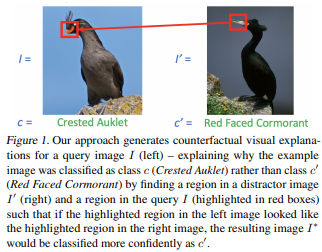 I =
I′ =
c =
Crested Auklet
c′ =
Red Faced Cormorant
Figure 1. Our approach generates counterfactual visual explana-
tions for a query image I (left) – explaining why the example
image was classified as class c (Crested Auklet) rather than class c′
(Red Faced Cormorant) by finding a region in a distractor image
I′ (right) and a region in the query I (highlighted in red boxes)
such that if the highlighted region in the left image looked like
the highlighted region in the right image, the resulting image I*
would be classified more confidently as c′.